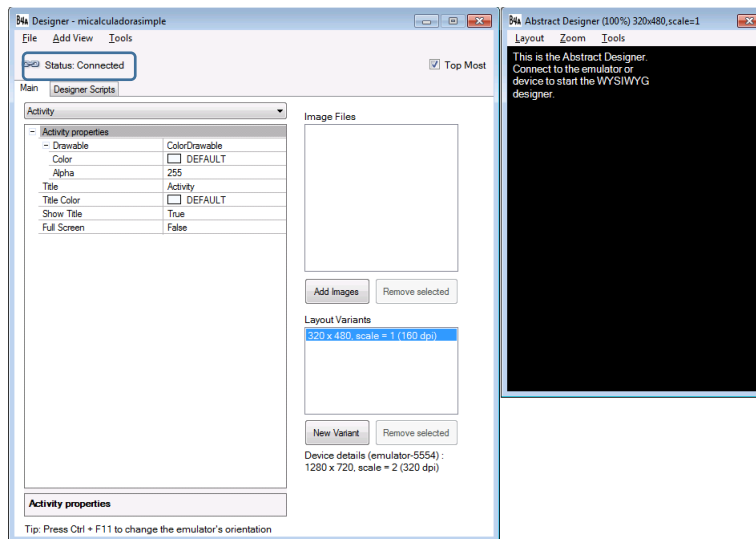 B4A Designer - micalculadorasimple
File Add View Tools
Status: Connected
Top Most
Main Designer Scripts
Activity
Activity properties
Drawable ColorDrawable
Color DEFAULT
Alpha 255
Title Activity
Title Color DEFAULT
Show Title True
Full Screen False
Activity properties
Tip: Press Ctrl + F11 to change the emulator's orientation
Image Files
Add Images Remove selected
Layout Variants
320 x 480, scale = 1 (160 dpi)
New Variant Remove selected
Device details (emulator-5554) :
1280 x 720, scale = 2 (320 dpi)
B4A Abstract Designer (100%) 320x480,scale=1
Layout Zoom Tools
This is the Abstract Designer.
Connect to the emulator or
device to start the WYSIWYG
designer.